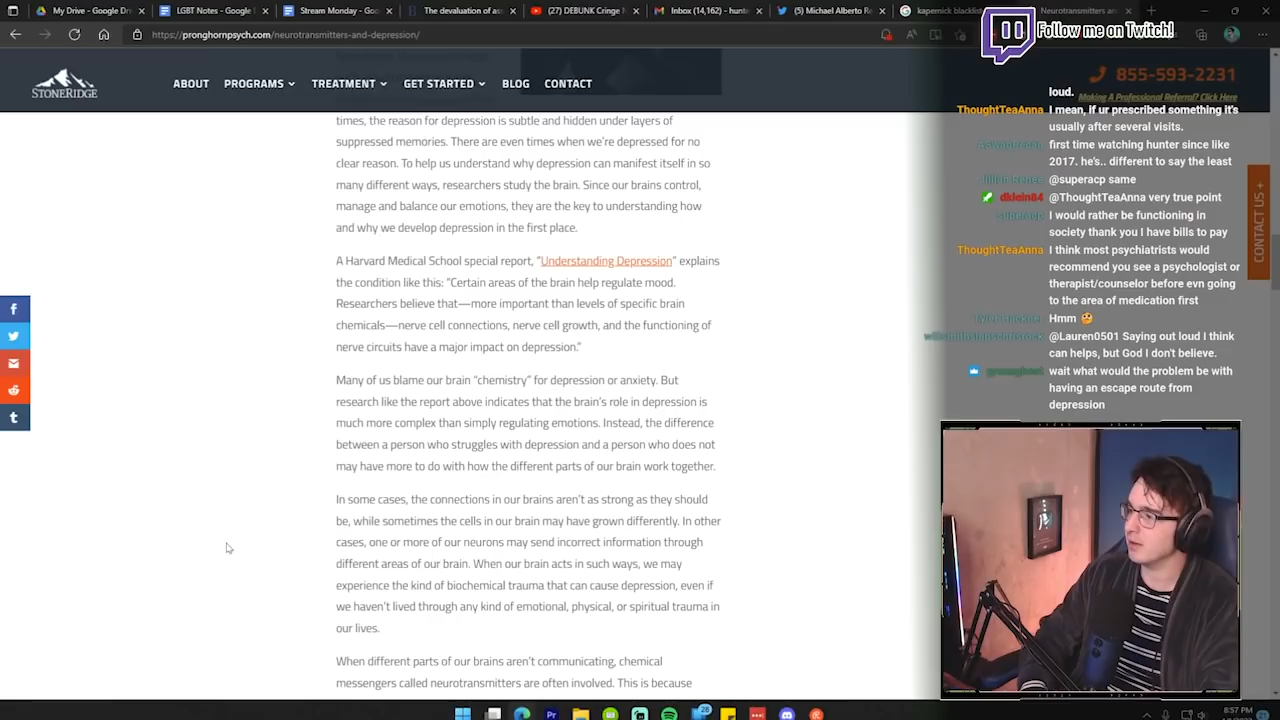 My Drive - Google Dr
LGBT Notes - Google D
Stream Monday - Goo
The devaluation of as
(27) DEBUNK Cringe N
Inbox (14,162) - hunte
(5) Michael Alberto Ro
kapernick blacklist
Neurotransmitters an
https://pronghornpsych.com/neurotransmitters-and-depression/
Follow me on Twitch!
STONERIDGE
ABOUT
PROGRAMS
TREATMENT
GET STARTED
BLOG
CONTACT
855-593-2231
Making A Professional Referral? Click Here
times, the reason for depression is subtle and hidden under layers of
suppressed memories. There are even times when we're depressed for no
clear reason. To help us understand why depression can manifest itself in so
many different ways, researchers study the brain. Since our brains control,
change and balance our emotions, they are the key to understanding how
and why we develop depression in the first place.
A Harvard Medical School special report, "Understanding Depression" explains
the condition like this: "Certain areas of the brain help regulate mood.
Researchers believe that—more important than levels of specific brain
chemicals—nerve cell connections, nerve cell growth, and the functioning of
nerve circuits have a major impact on depression."
Many of us blame our brain "chemistry" for depression or anxiety. But
research like the report above indicates that the brain's role in depression is
much more complex than simply regulating emotions. Instead, the difference
between a person who struggles with depression and a person who does not
may have more to do with how the different parts of our brain work together.
In some cases, the connections in our brains aren't as strong as they should
be, while sometimes the cells in our brain may have grown differently. In other
cases, one or more of our neurons may send incorrect information through
different areas of our brain. When our brain acts in such ways, we may
experience the kind of biochemical trauma that can cause depression, even if
we haven't lived through any kind of emotional, physical, or spiritual trauma in
our lives.
When different parts of our brains aren't communicating, chemical
messengers called neurotransmitters are often involved. This is because
loud.
ThoughtTeaAnna I mean, if ur prescribed something it's
usually after several visits.
first time watching hunter since like
2017. he's.. different to say the least
Jillian Renee @superacp same
dklein84 @ThoughtTeaAnna very true point
superacp I would rather be functioning in
society thank you I have bills to pay
ThoughtTeaAnna I think most psychiatrists would
recommend you see a psychologist or
therapist/counselor before evn going
to the area of medication first
Hmm 🤔
@Lauren0501 Saying out loud I think
can helps, but God I don't believe.
wait what would the problem be with
having an escape route from
depression
CONTACT US +
28
8:57 PM